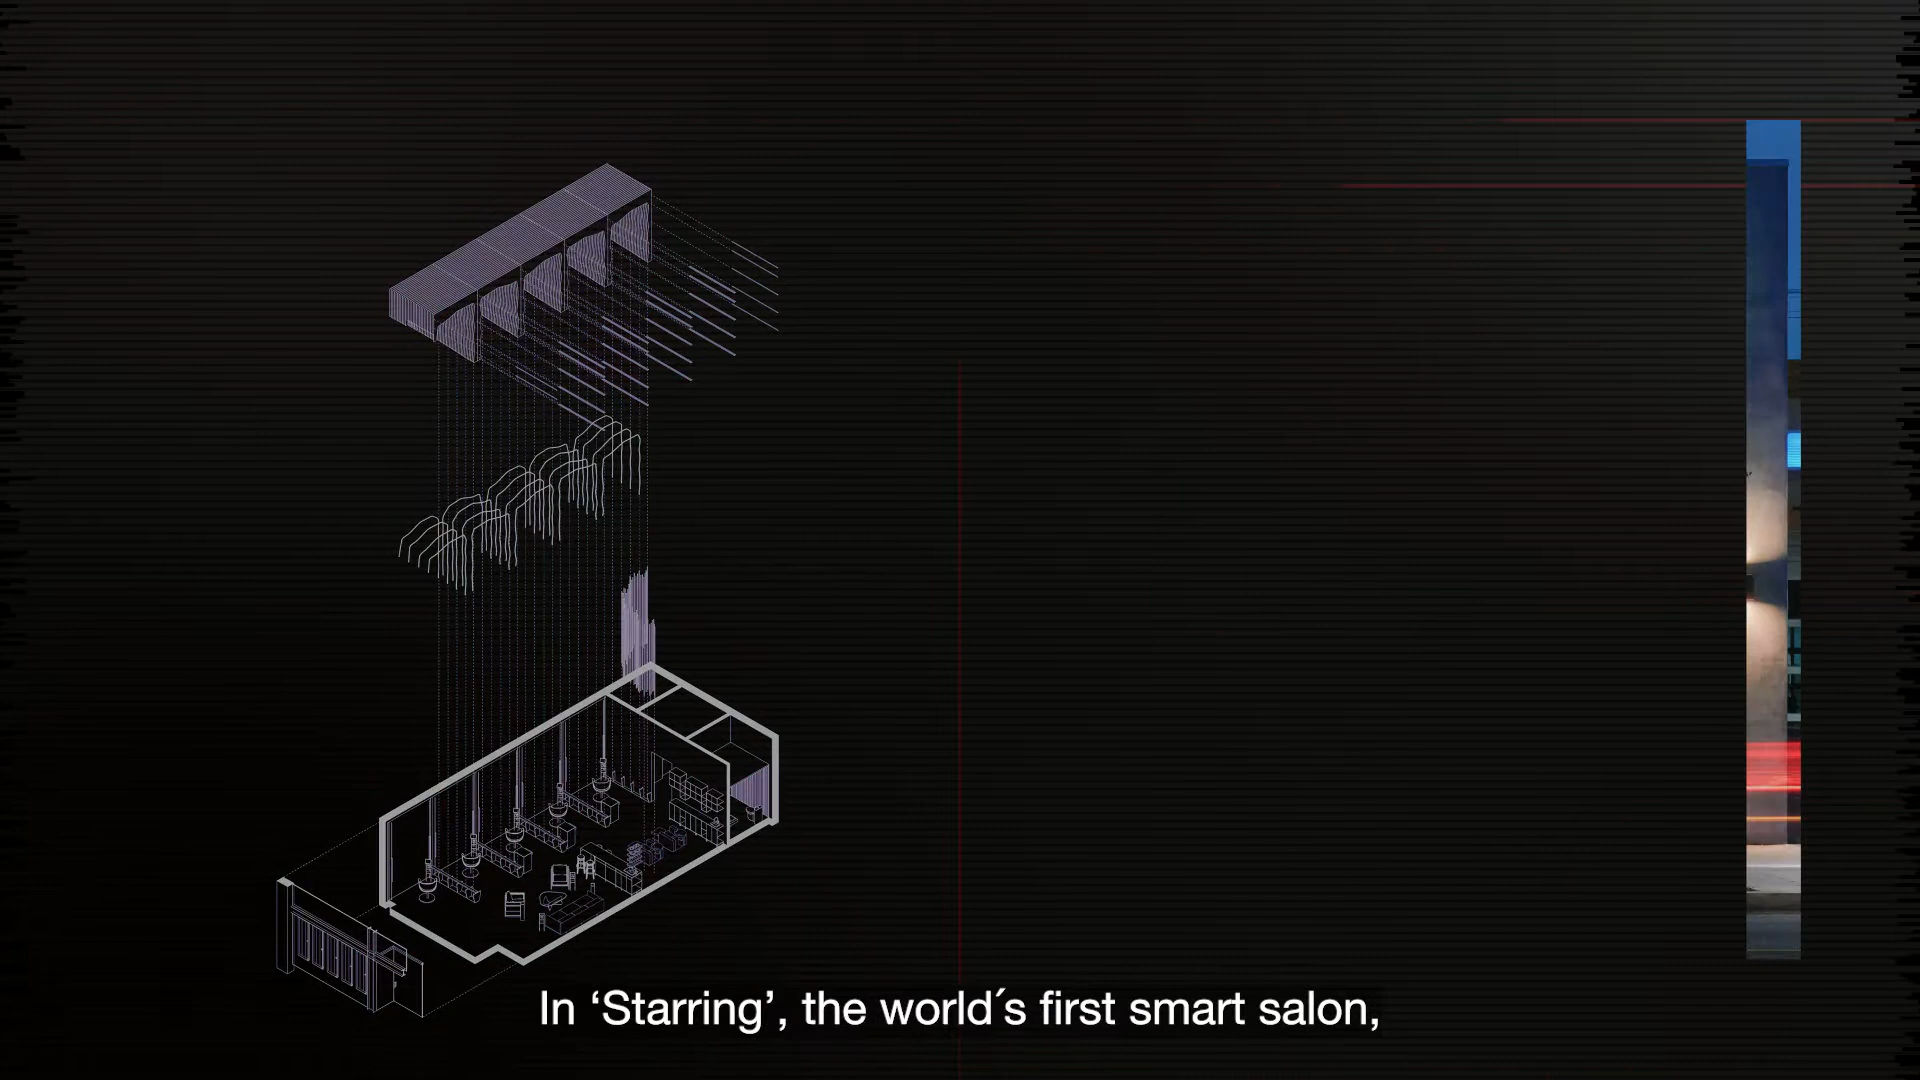 In ‘Starring’, the world´s first smart salon,